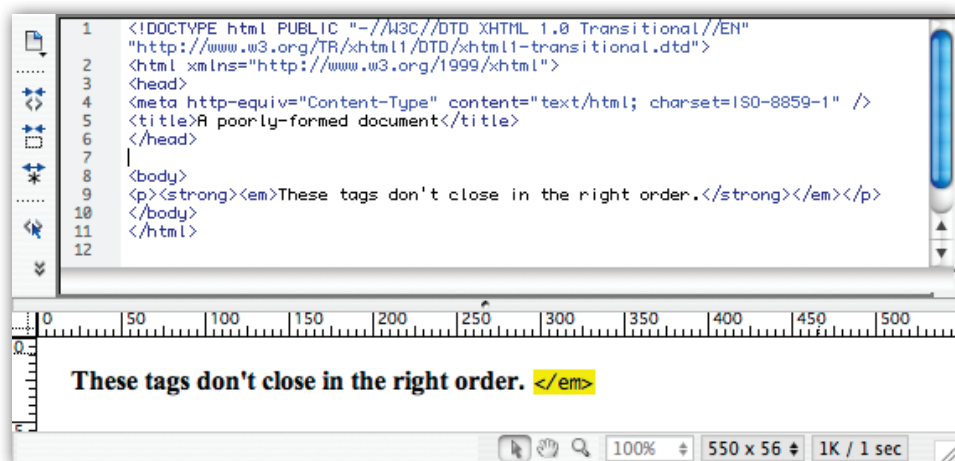 1 <!DOCTYPE html PUBLIC "-//W3C//DTD XHTML 1.0 Transitional//EN"
"http://www.w3.org/TR/xhtml1/DTD/xhtml1-transitional.dtd">
2 <html xmlns="http://www.w3.org/1999/xhtml">
3 <head>
4 <meta http-equiv="Content-Type" content="text/html; charset=ISO-8859-1" />
5 <title>A poorly-formed document</title>
6 </head>
7
8 <body>
9 <p><strong><em>These tags don't close in the right order.</strong></em></p>
10 </body>
11 </html>
12
0 50 100 150 200 250 300 350 400 450 500
0
These tags don't close in the right order. </em>
5
100% 550 x 56 1K / 1 sec